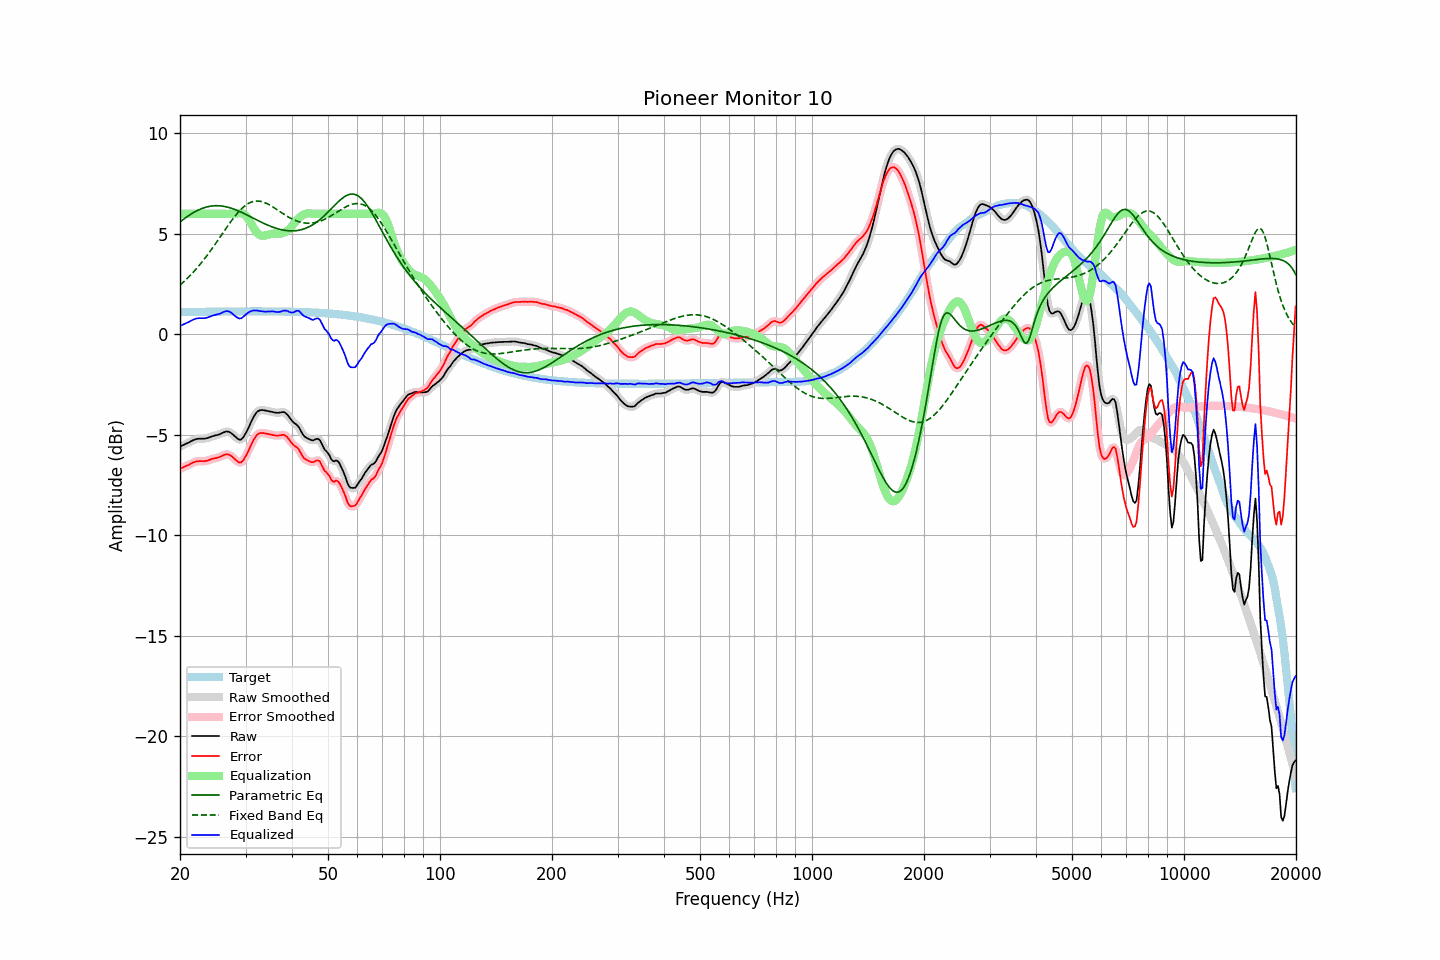 Pioneer Monitor 10
Amplitude (dBr)
10
5
0
−5
−10
−15
−20
−25
Target
Raw Smoothed
Error Smoothed
Raw
Error
Equalization
Parametric Eq
Fixed Band Eq
Equalized
20 50 100 200 500 1000 2000 5000 10000 20000
Frequency (Hz)